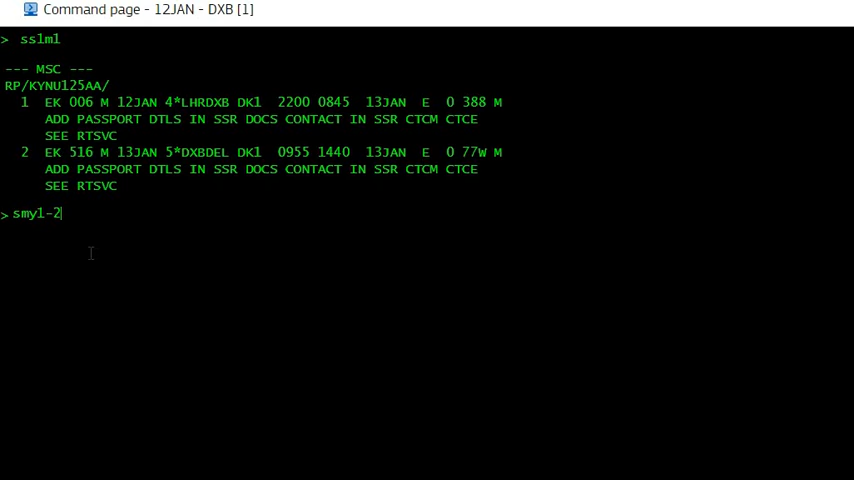 Command page - 12JAN - DXB [1]
> ss1m1
--- MSC ---
RP/KYNU125AA/
1 EK 006 M 12JAN 4*LHRDXB DK1 2200 0845 13JAN E 0 388 M
ADD PASSPORT DTLS IN SSR DOCS CONTACT IN SSR CTCM CTCE
SEE RTSVC
2 EK 516 M 13JAN 5*DXBDEL DK1 0955 1440 13JAN E 0 77W M
ADD PASSPORT DTLS IN SSR DOCS CONTACT IN SSR CTCM CTCE
SEE RTSVC
> smy1-2